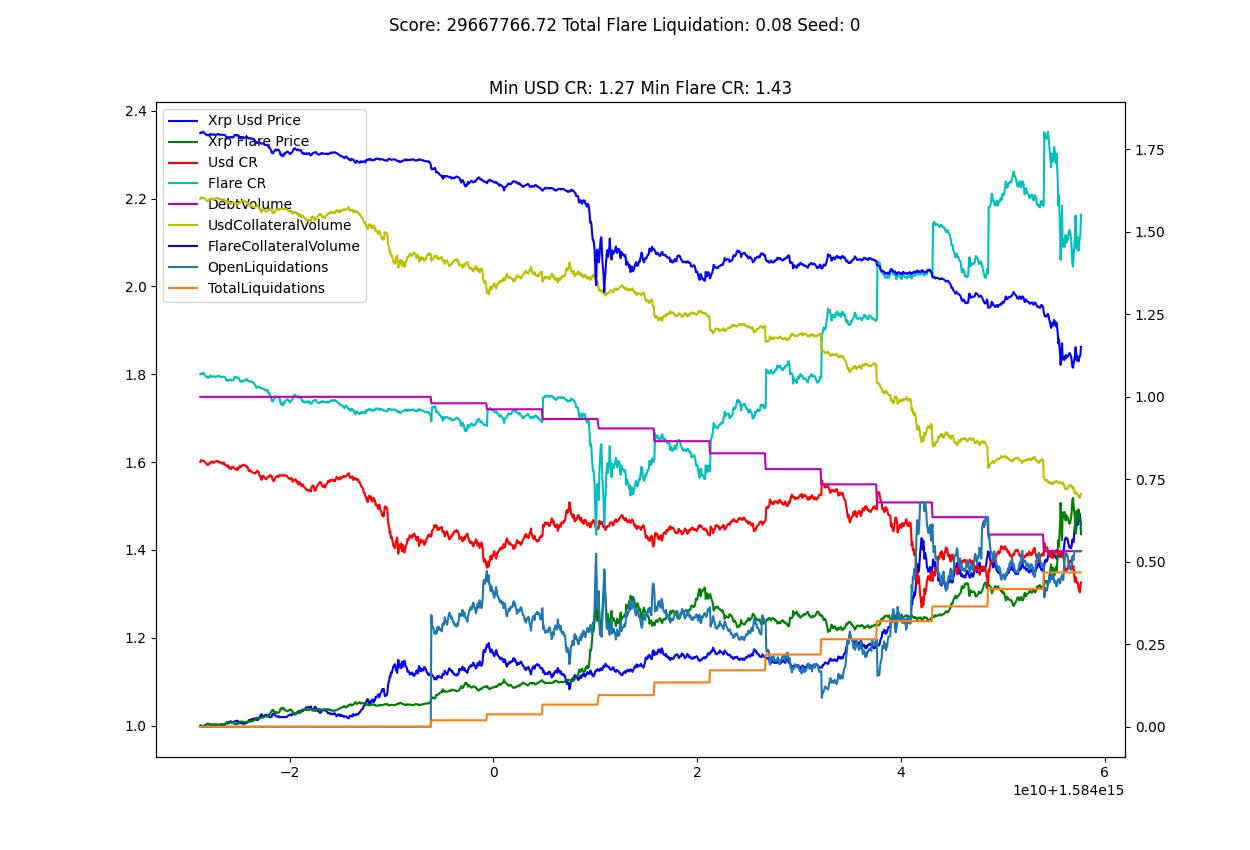 Score: 29667766.72 Total Flare Liquidation: 0.08 Seed: 0
Min USD CR: 1.27 Min Flare CR: 1.43
Xrp Usd Price
Xrp Flare Price
Usd CR
Flare CR
DebtVolume
UsdCollateralVolume
FlareCollateralVolume
OpenLiquidations
TotalLiquidations
2.4
2.2
2.0
1.8
1.6
1.4
1.2
1.0
1.75
1.50
1.25
1.00
0.75
0.50
0.25
0.00
−2
0
2
4
6
1e10+1.584e15